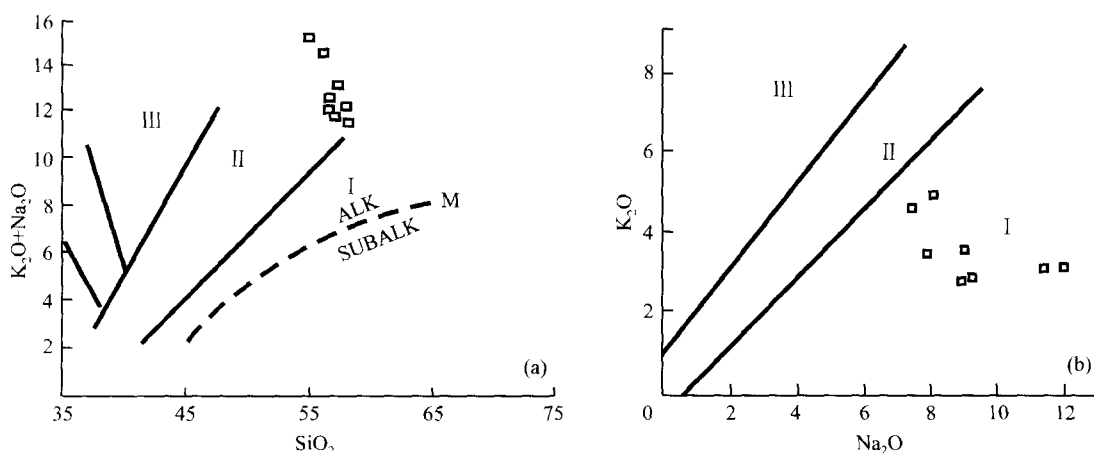 16
14
12
10
8
6
4
2
K₂O+Na₂O
III
II
I
ALK
SUBALK
M
(a)
35 45 55 65 75
SiO₂
8
6
4
2
K₂O
III
II
I
(b)
0 2 4 6 8 10 12
Na₂O